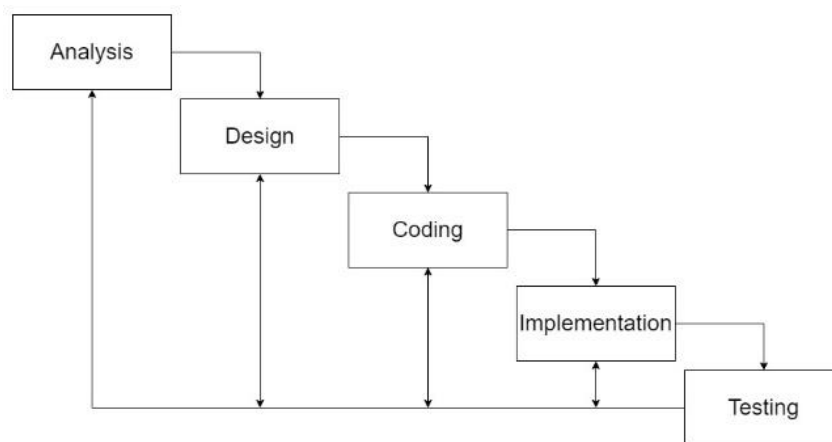 Analysis
Design
Coding
Implementation
Testing